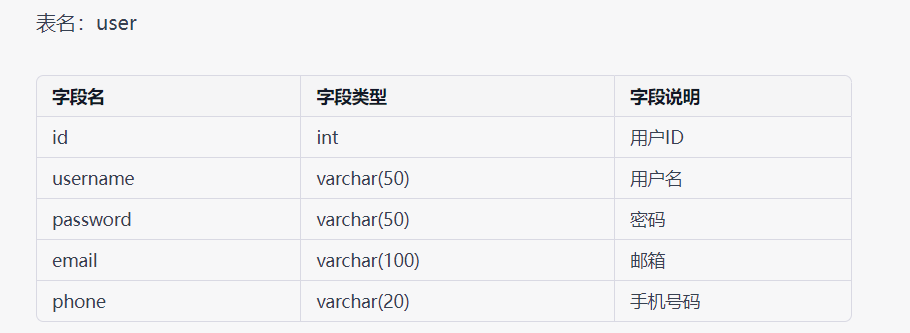 表名：user
字段名 字段类型 字段说明
id int 用户ID
username varchar(50) 用户名
password varchar(50) 密码
email varchar(100) 邮箱
phone varchar(20) 手机号码